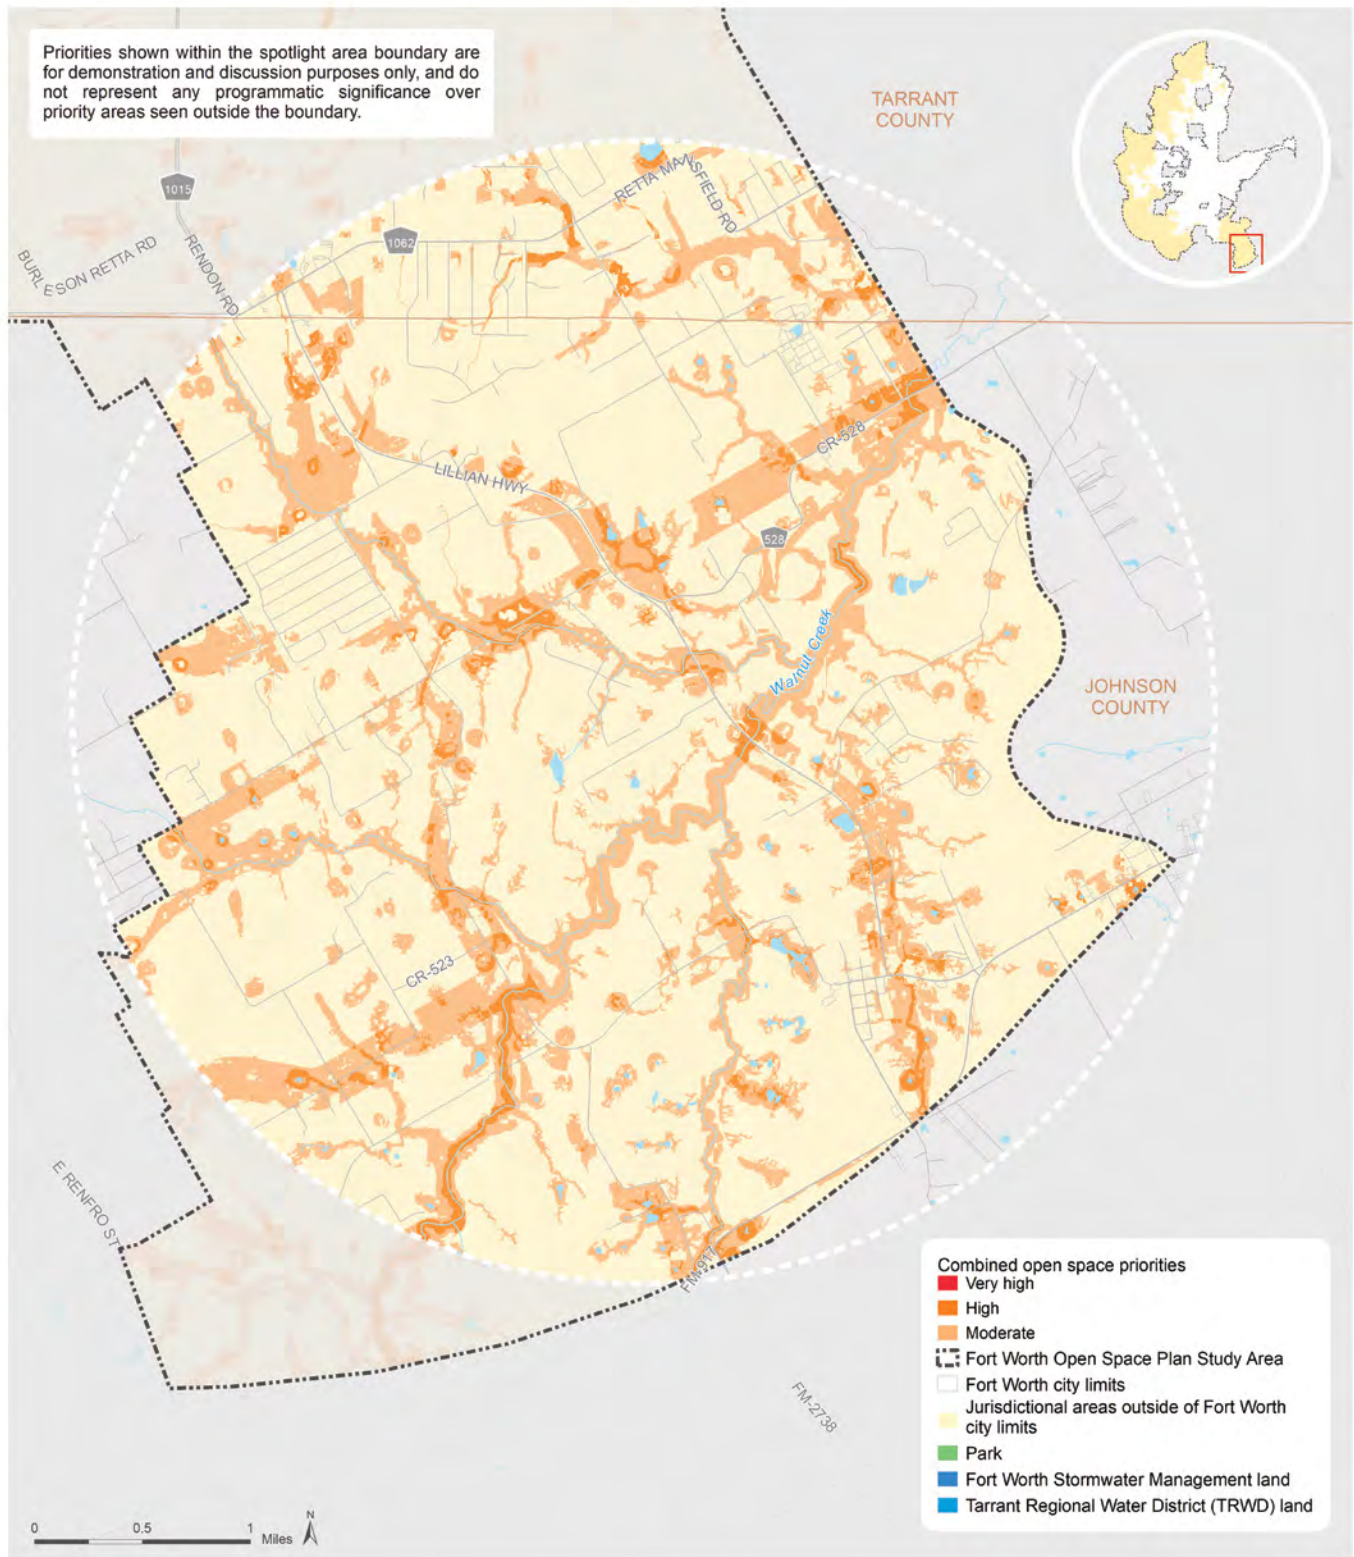 Priorities shown within the spotlight area boundary are
for demonstration and discussion purposes only, and do
not represent any programmatic significance over
priority areas seen outside the boundary.
TARRANT
COUNTY
1015
RETTA MANSFIELD RD
1062
BURLESON RETTA RD
RENDON RD
CR-528
LILLIAN HWY
528
Walnut Creek
JOHNSON
COUNTY
CR-523
E RENFRO ST
FM-917
FM-2738
Combined open space priorities
Very high
High
Moderate
Fort Worth Open Space Plan Study Area
Fort Worth city limits
Jurisdictional areas outside of Fort Worth
city limits
Park
Fort Worth Stormwater Management land
Tarrant Regional Water District (TRWD) land
0 0.5 1
Miles
N